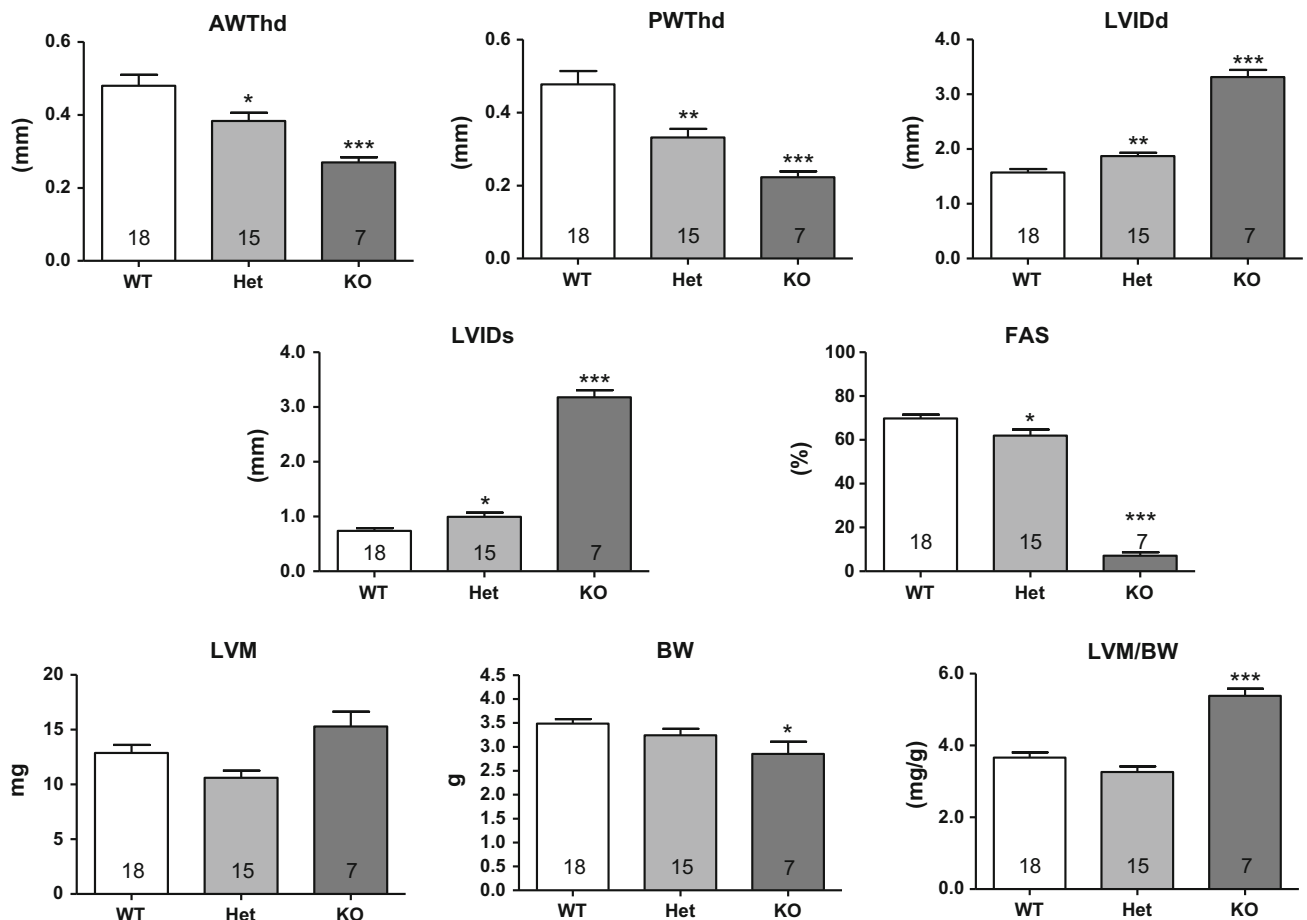 AWThd
(mm)
0.6
0.4
0.2
0.0
*
***
18
15
7
WT
Het
KO
PWThd
(mm)
0.6
0.4
0.2
0.0
**
***
18
15
7
WT
Het
KO
LVIDd
(mm)
4.0
3.0
2.0
1.0
0.0
**
***
18
15
7
WT
Het
KO
LVIDs
(mm)
4.0
3.0
2.0
1.0
0.0
*
***
18
15
7
WT
Het
KO
FAS
(%)
100
80
60
40
20
0
*
***
18
15
7
WT
Het
KO
LVM
mg
20
15
10
5
0
18
15
7
WT
Het
KO
BW
g
4.5
4.0
3.5
3.0
2.5
2.0
1.5
1.0
0.5
0.0
*
18
15
7
WT
Het
KO
LVM/BW
(mg/g)
6.0
4.0
2.0
0.0
***
18
15
7
WT
Het
KO